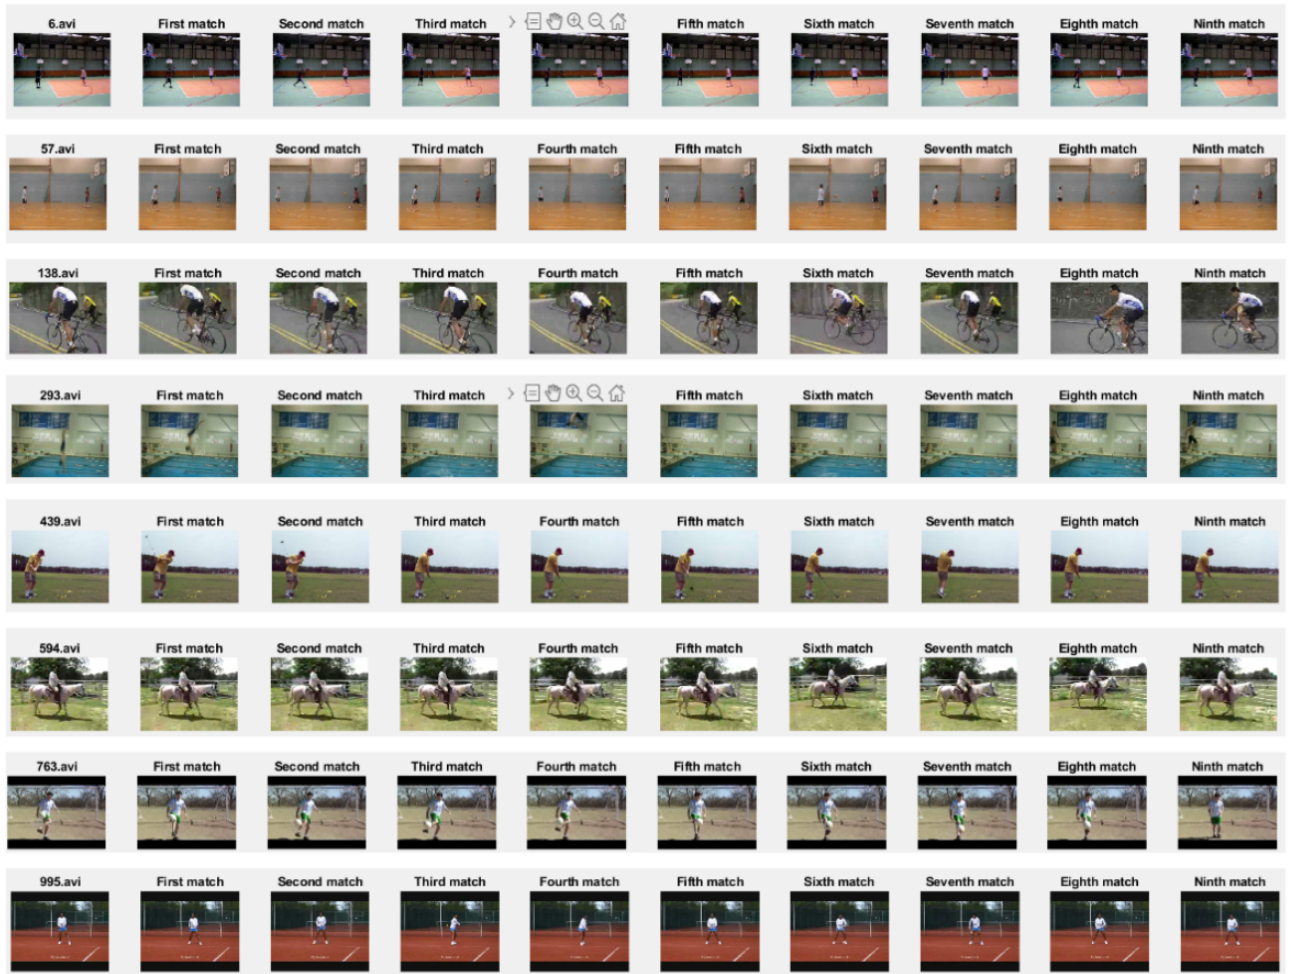 6.avi First match Second match Third match Fifth match Sixth match Seventh match Eighth match Ninth match
57.avi First match Second match Third match Fourth match Fifth match Sixth match Seventh match Eighth match Ninth match
138.avi First match Second match Third match Fourth match Fifth match Sixth match Seventh match Eighth match Ninth match
293.avi First match Second match Third match Fifth match Sixth match Seventh match Eighth match Ninth match
439.avi First match Second match Third match Fourth match Fifth match Sixth match Seventh match Eighth match Ninth match
594.avi First match Second match Third match Fourth match Fifth match Sixth match Seventh match Eighth match Ninth match
763.avi First match Second match Third match Fourth match Fifth match Sixth match Seventh match Eighth match Ninth match
995.avi First match Second match Third match Fourth match Fifth match Sixth match Seventh match Eighth match Ninth match